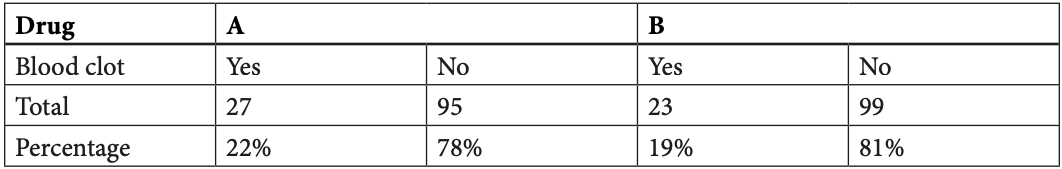 Drug A B
Blood clot Yes No Yes No
Total 27 95 23 99
Percentage 22% 78% 19% 81%